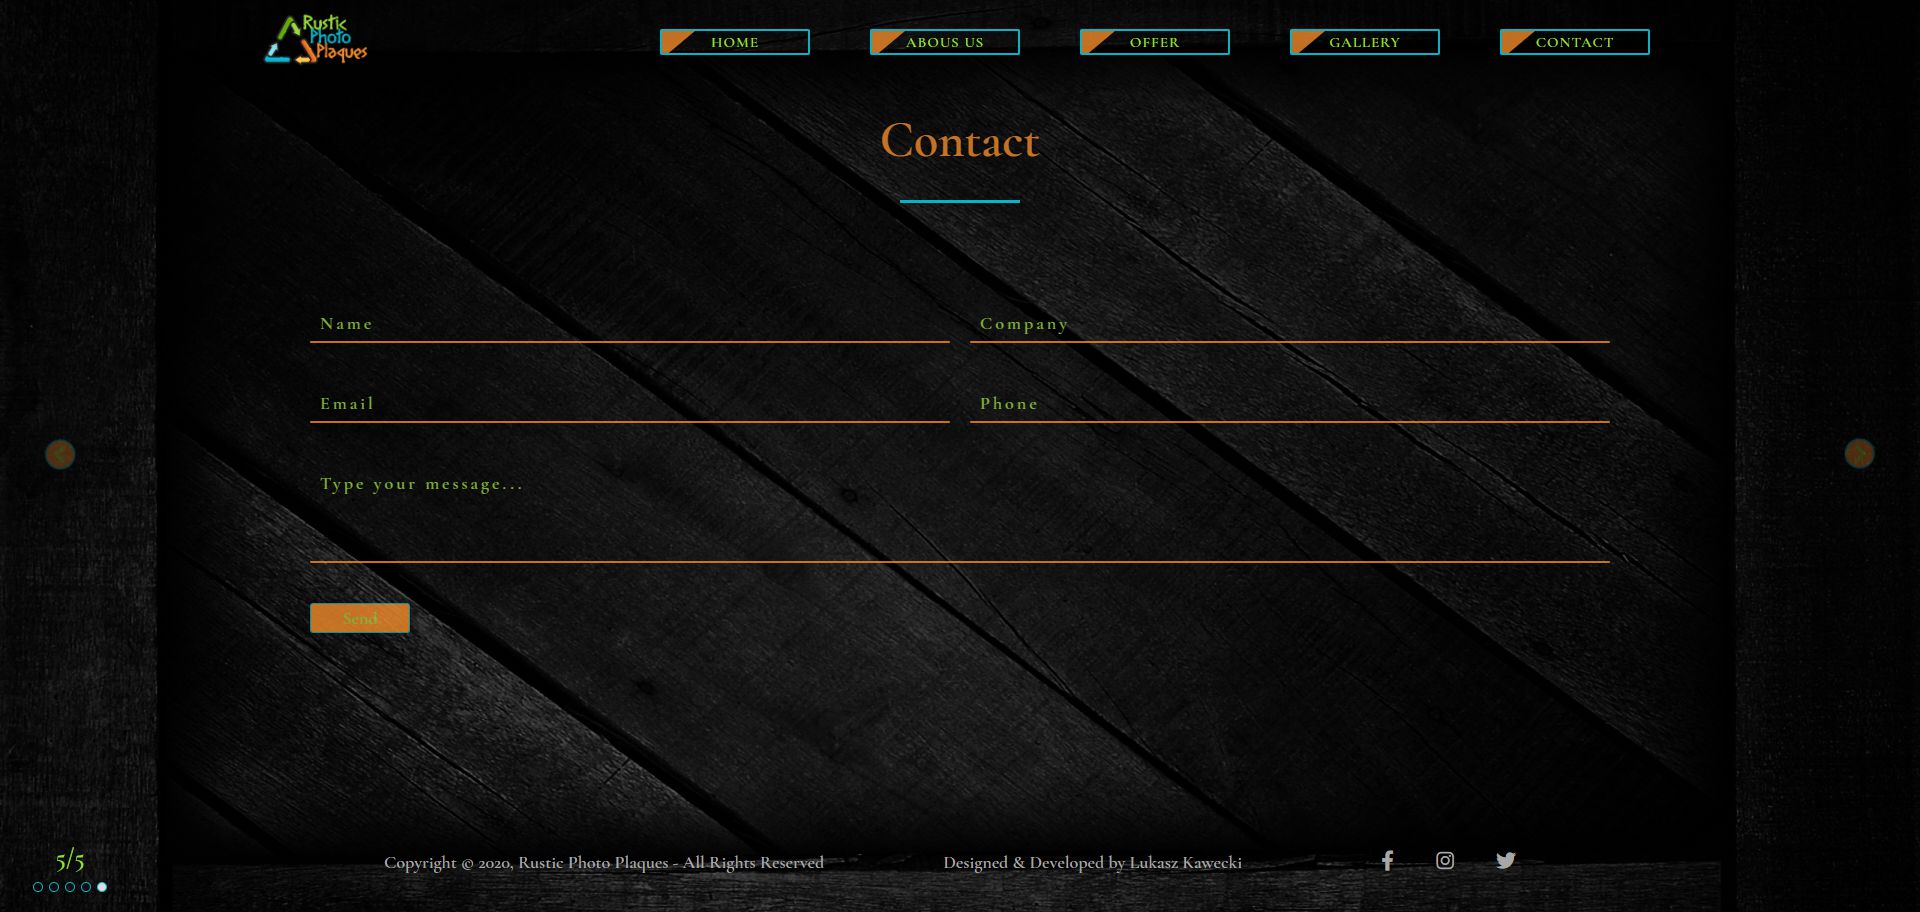 Rustic
Photo
Plaques
HOME
ABOUS US
OFFER
GALLERY
CONTACT
Contact
Name
Company
Email
Phone
Type your message...
Send
5/5
Copyright © 2020, Rustic Photo Plaques - All Rights Reserved
Designed & Developed by Lukasz Kawecki